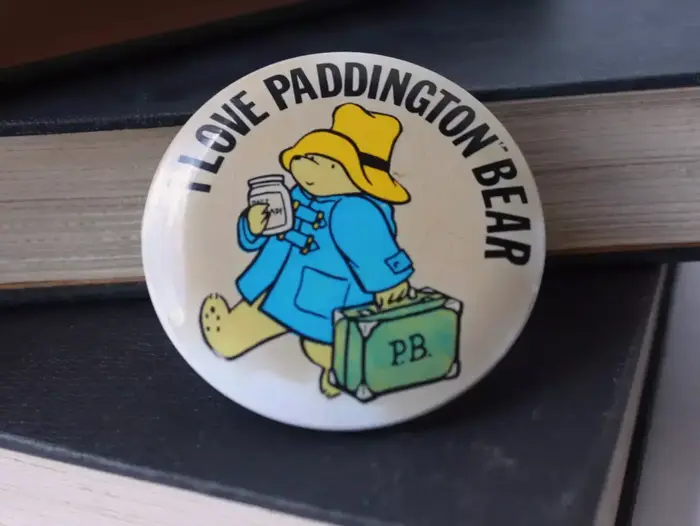 I LOVE PADDINGTON™ BEAR
P.B.